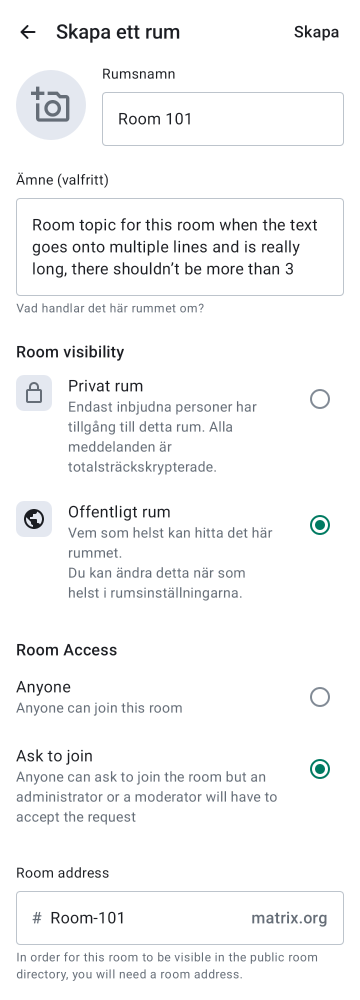 Skapa ett rum
Skapa
Rumsnamn
Room 101
Ämne (valfritt)
Room topic for this room when the text
goes onto multiple lines and is really
long, there shouldn’t be more than 3
Vad handlar det här rummet om?
Room visibility
Privat rum
Endast inbjudna personer har
tillgång till detta rum. Alla
meddelanden är
totalsträckskrypterade.
Offentligt rum
Vem som helst kan hitta det här
rummet.
Du kan ändra detta när som
helst i rumsinställningarna.
Room Access
Anyone
Anyone can join this room
Ask to join
Anyone can ask to join the room but an
administrator or a moderator will have to
accept the request
Room address
# Room-101 matrix.org
In order for this room to be visible in the public room
directory, you will need a room address.